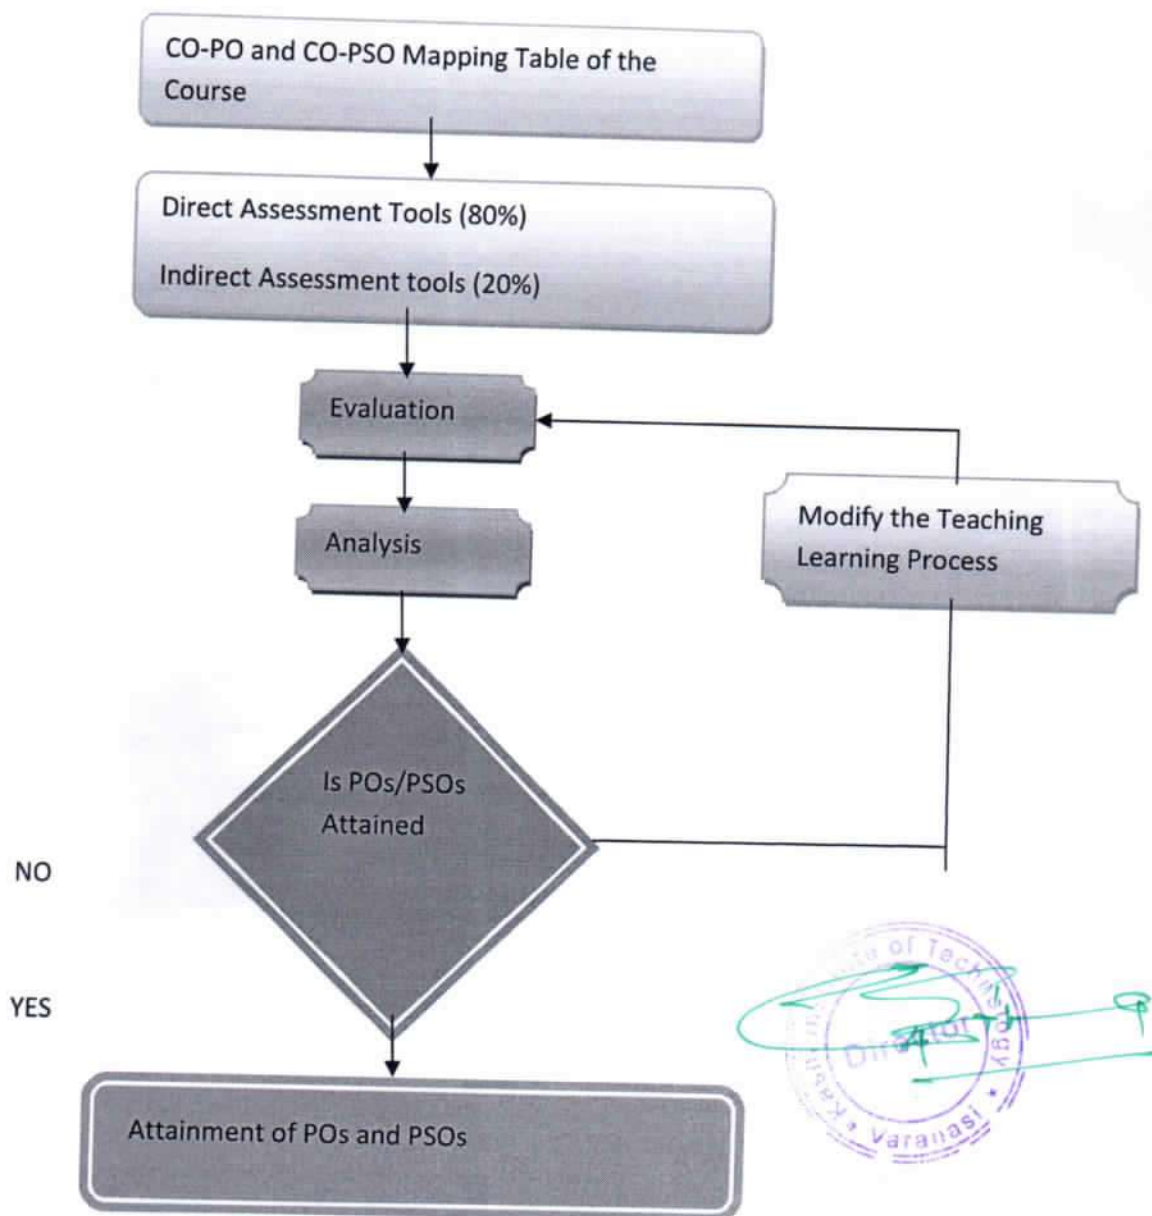 CO-PO and CO-PSO Mapping Table of the
Course
Direct Assessment Tools (80%)
Indirect Assessment tools (20%)
Evaluation
Modify the Teaching
Learning Process
Analysis
Is POs/PSOs
Attained
NO
YES
of Technology
Director
Varanasi
Attainment of POs and PSOs